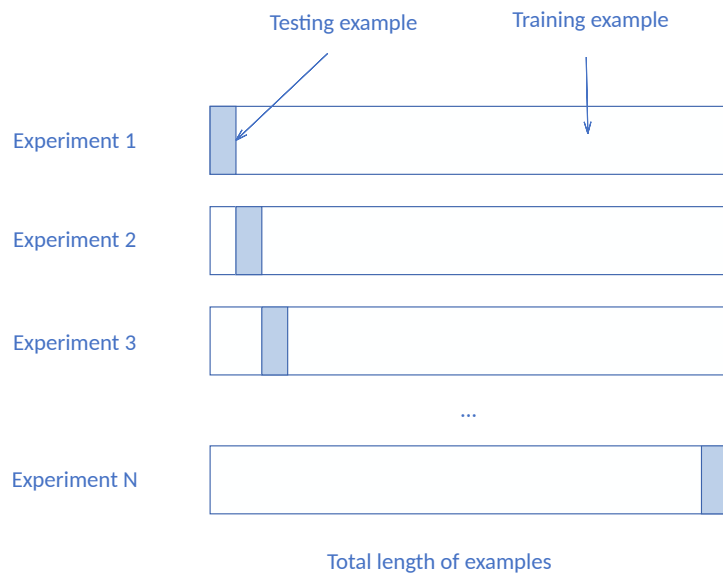 Testing example
Training example
Experiment 1
Experiment 2
Experiment 3
...
Experiment N
Total length of examples